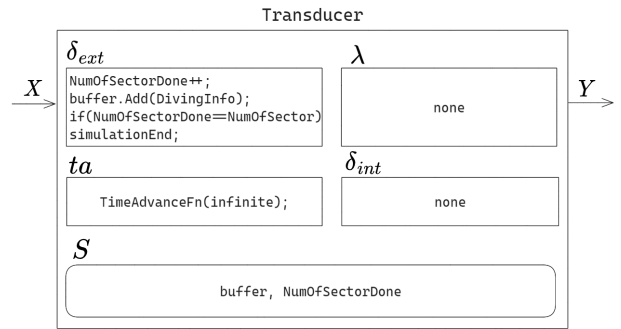 Transducer
δext
λ
X
NumOfSectorDone++;
buffer.Add(DivingInfo);
if(NumOfSectorDone==NumOfSector)
simulationEnd;
none
Y
ta
δint
TimeAdvanceFn(infinite);
none
S
buffer, NumOfSectorDone